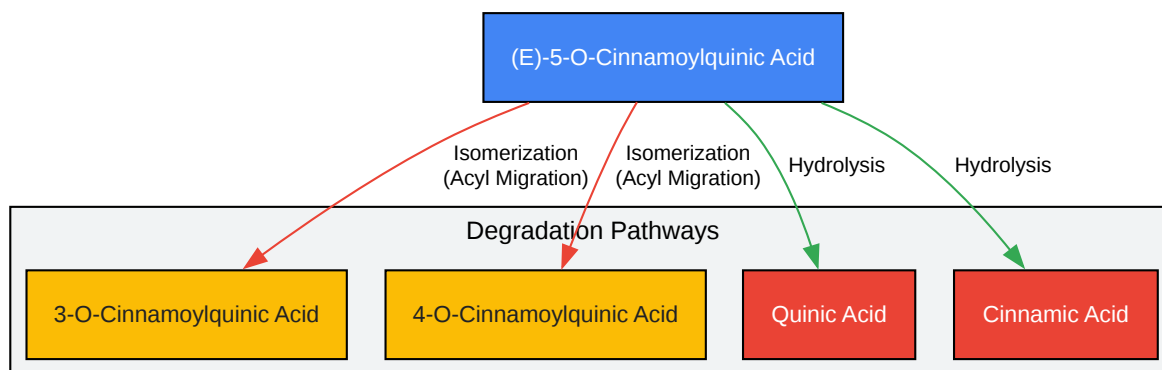 (E)-5-O-Cinnamoylquinic Acid
Isomerization
(Acyl Migration)
Isomerization
(Acyl Migration)
Hydrolysis
Hydrolysis
Degradation Pathways
3-O-Cinnamoylquinic Acid
4-O-Cinnamoylquinic Acid
Quinic Acid
Cinnamic Acid